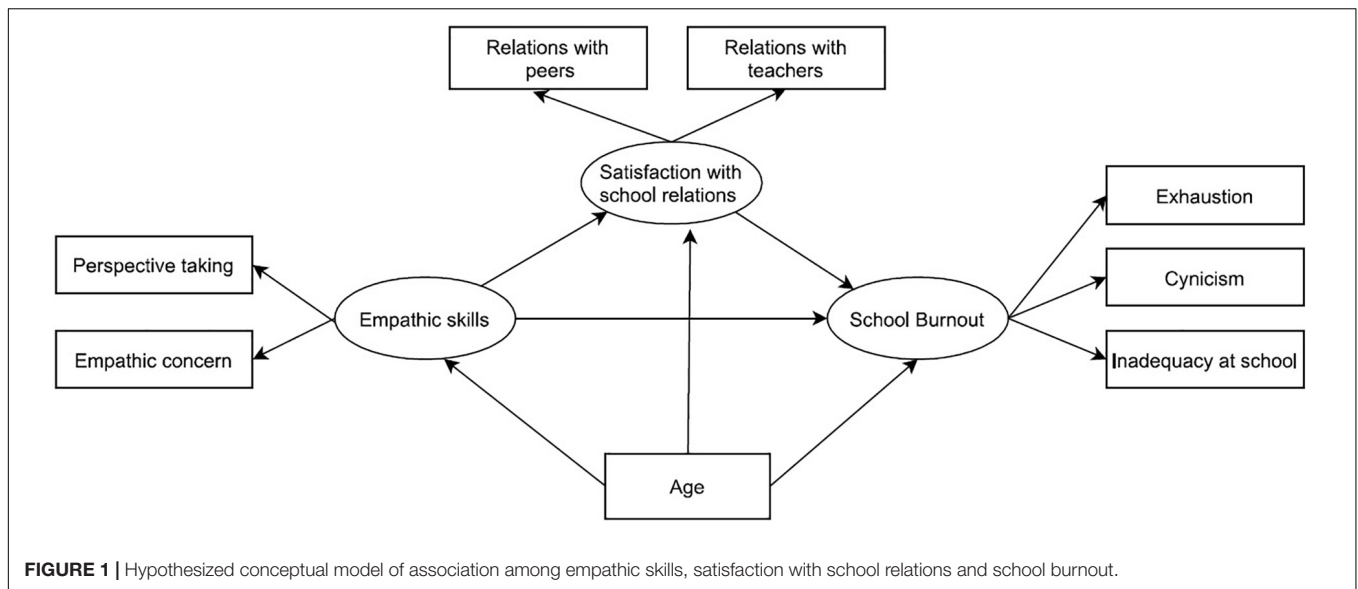 Relations with
peers
Relations with
teachers
Satisfaction with
school relations
Exhaustion
Perspective taking
Cynicism
Empathic skills
School Burnout
Empathic concern
Inadequacy at school
Age
FIGURE 1 | Hypothesized conceptual model of association among empathic skills, satisfaction with school relations and school burnout.